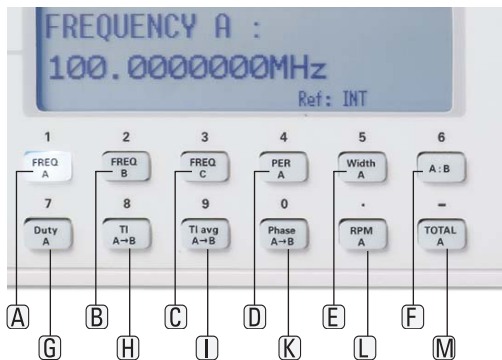 FREQUENCY A :
100.0000000MHz
Ref: INT
1 2 3 4 5 6
FREQ A
FREQ B
FREQ C
PER A
Width A
A:B
7 8 9 0 . –
Duty A
TI A→B
TI avg A→B
Phase A→B
RPM A
TOTAL A
A B C D E F
G H I K L M